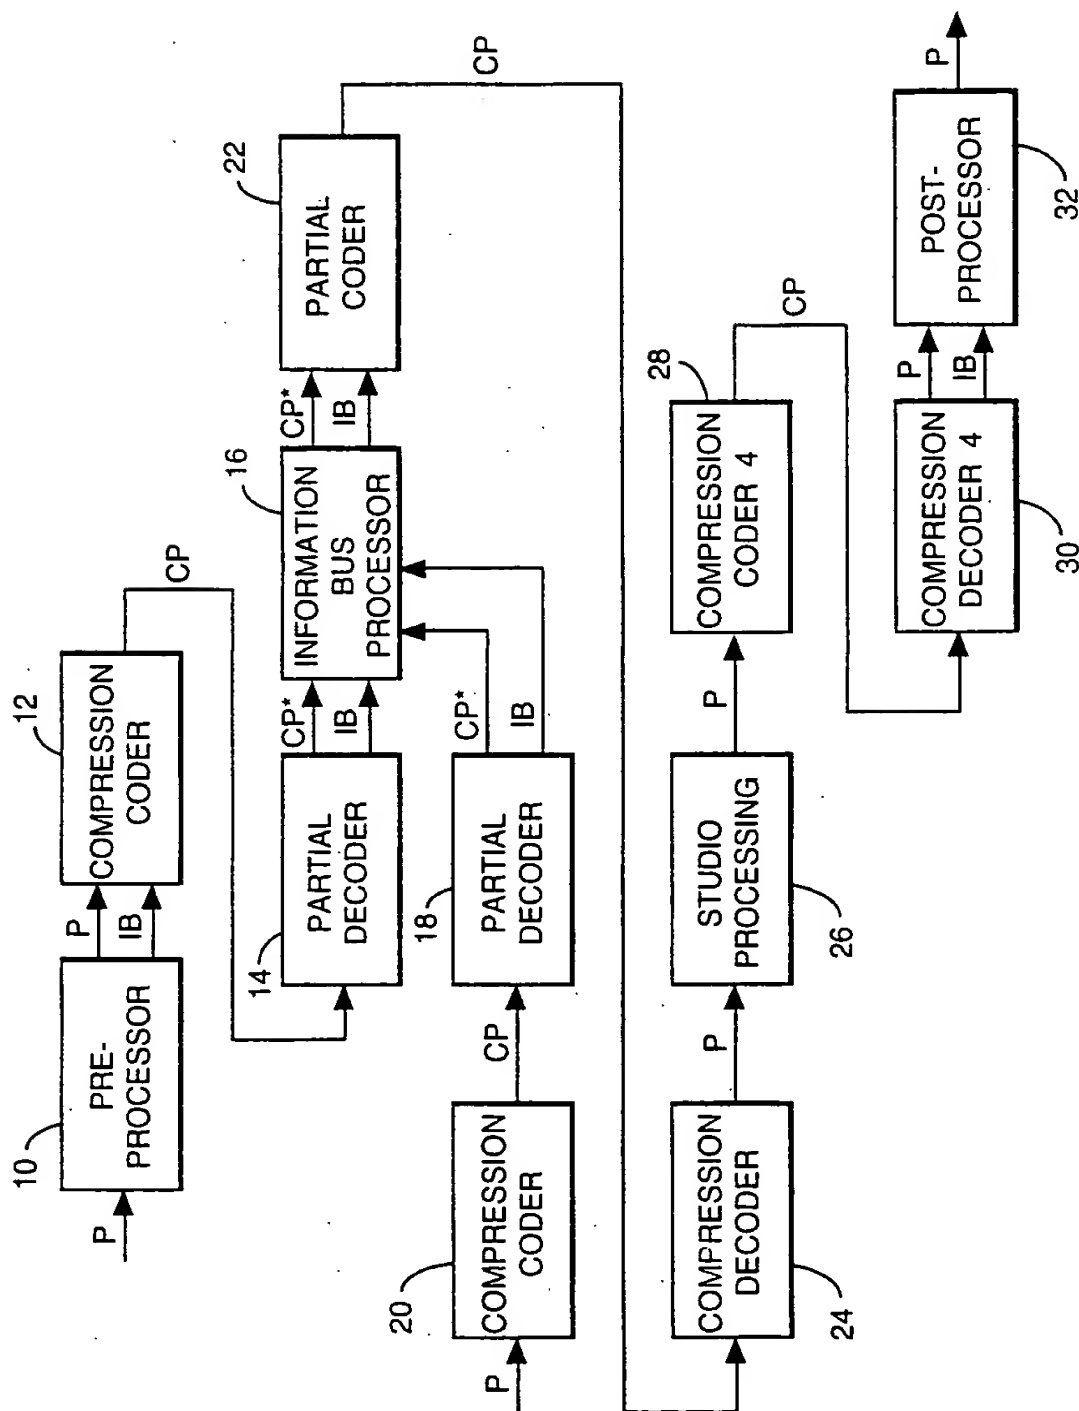 P
10
PRE-
PROCESSOR
P
IB
12
COMPRESSION
CODER
CP
14
PARTIAL
DECODER
CP*
IB
16
INFORMATION
BUS
PROCESSOR
CP*
IB
22
PARTIAL
CODER
CP
P
20
COMPRESSION
CODER
CP
18
PARTIAL
DECODER
CP*
IB
COMPRESSION
DECODER
24
P
STUDIO
PROCESSING
26
P
28
COMPRESSION
CODER 4
CP
COMPRESSION
DECODER 4
30
P
IB
POST-
PROCESSOR
32
P